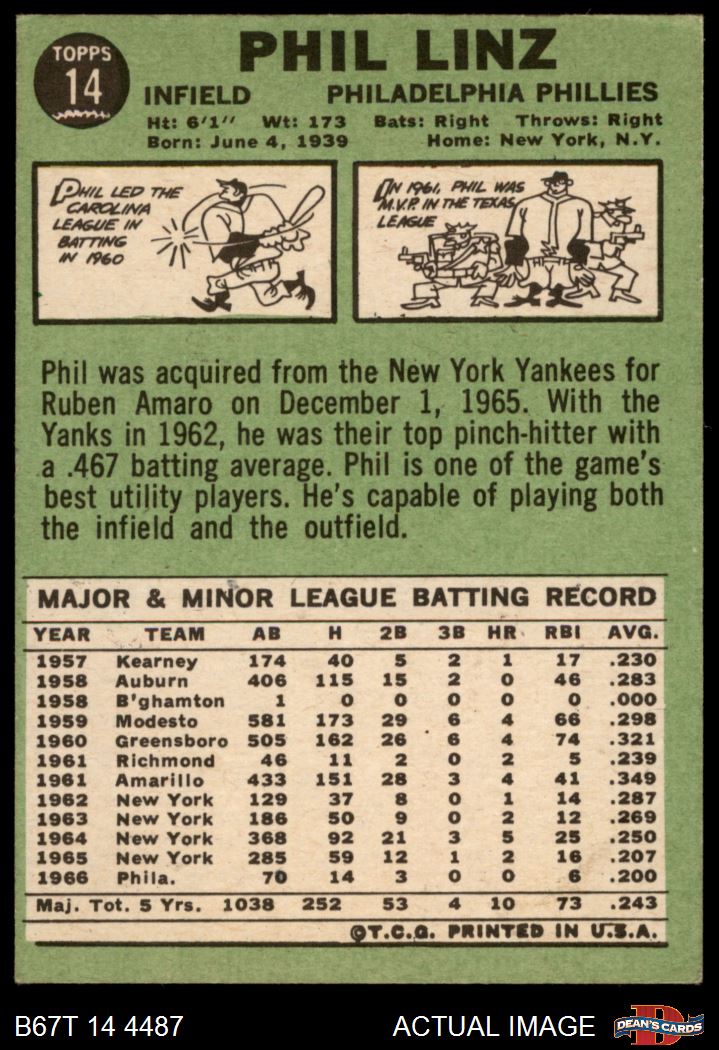 TOPPS
14
PHIL LINZ
INFIELD PHILADELPHIA PHILLIES
Ht: 6'1'' Wt: 173 Bats: Right Throws: Right
Born: June 4, 1939 Home: New York, N.Y.
PHIL LED THE
CAROLINA
LEAGUE IN
BATTING
IN 1960
IN 1961, PHIL WAS
M.V.P. IN THE TEXAS
LEAGUE
Phil was acquired from the New York Yankees for
Ruben Amaro on December 1, 1965. With the
Yanks in 1962, he was their top pinch-hitter with
a .467 batting average. Phil is one of the game's
best utility players. He's capable of playing both
the infield and the outfield.
MAJOR & MINOR LEAGUE BATTING RECORD
YEAR TEAM AB H 2B 3B HR RBI AVG.
1957 Kearney 174 40 5 2 1 17 .230
1958 Auburn 406 115 15 2 0 46 .283
1958 B'ghamton 1 0 0 0 0 0 .000
1959 Modesto 581 173 29 6 4 66 .298
1960 Greensboro 505 162 26 6 4 74 .321
1961 Richmond 46 11 2 0 2 5 .239
1961 Amarillo 433 151 28 3 4 41 .349
1962 New York 129 37 8 0 1 14 .287
1963 New York 186 50 9 0 2 12 .269
1964 New York 368 92 21 3 5 25 .250
1965 New York 285 59 12 1 2 16 .207
1966 Phila. 70 14 3 0 0 6 .200
Maj. Tot. 5 Yrs. 1038 252 53 4 10 73 .243
©T.C.G. PRINTED IN U.S.A.
B67T 14 4487 ACTUAL IMAGE
D
DEAN'S CARDS